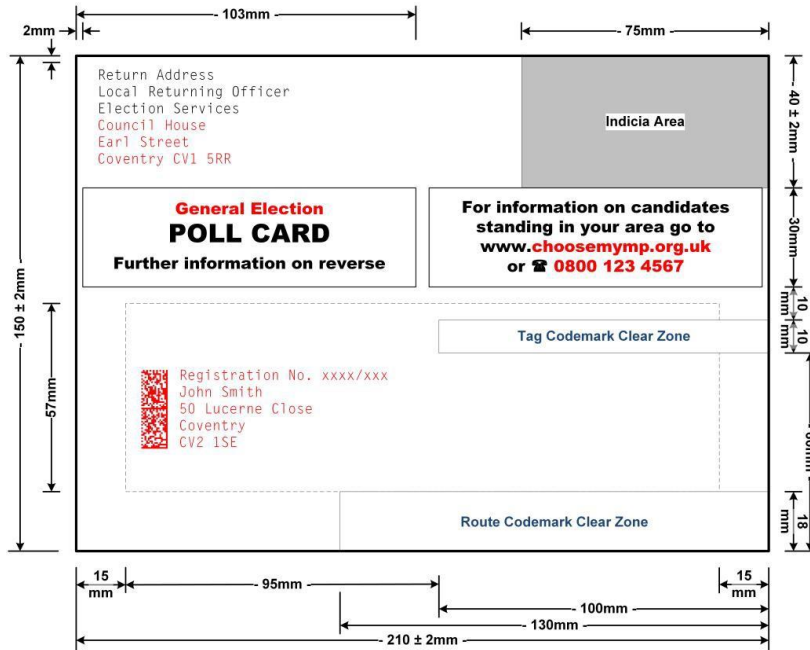 - 103mm -
2mm
- 75mm -
Return Address
Local Returning Officer
Election Services
Council House
Earl Street
Coventry CV1 5RR
Indicia Area
- 40 ± 2mm -
General Election
POLL CARD
Further information on reverse
For information on candidates
standing in your area go to
www.choosemymp.org.uk
or ☎ 0800 123 4567
30mm
- 150 ± 2mm -
10
mm
10
mm
Tag Codemark Clear Zone
57mm
Registration No. xxxx/xxx
John Smith
50 Lucerne Close
Coventry
CV2 1SE
Route Codemark Clear Zone
18
mm
15
mm
- 95mm -
15
mm
- 100mm -
- 130mm -
- 210 ± 2mm -